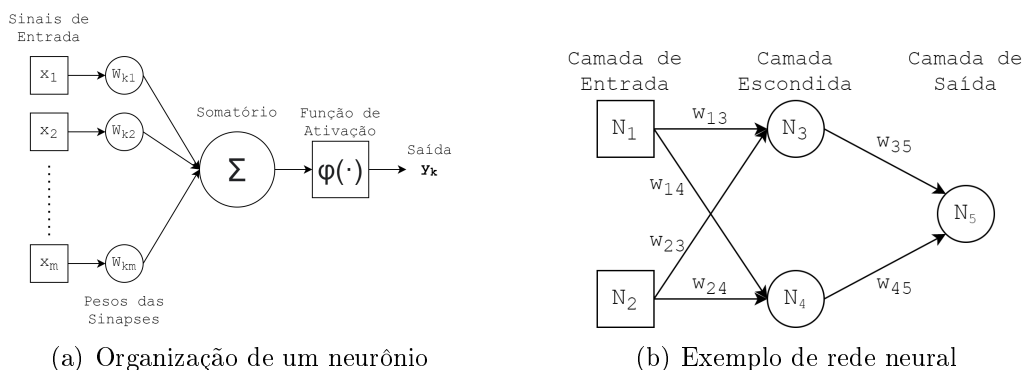 Sinais de
Entrada
x1
Wk1
x2
Wk2
xm
Wkm
Pesos das
Sinapses
Somatório
Σ
Função de
Ativação
φ(·)
Saída
yk
(a) Organização de um neurônio
Camada de
Entrada
Camada
Escondida
Camada de
Saída
N1
w13
N3
w14
w35
N5
w23
N2
w24
N4
w45
(b) Exemplo de rede neural